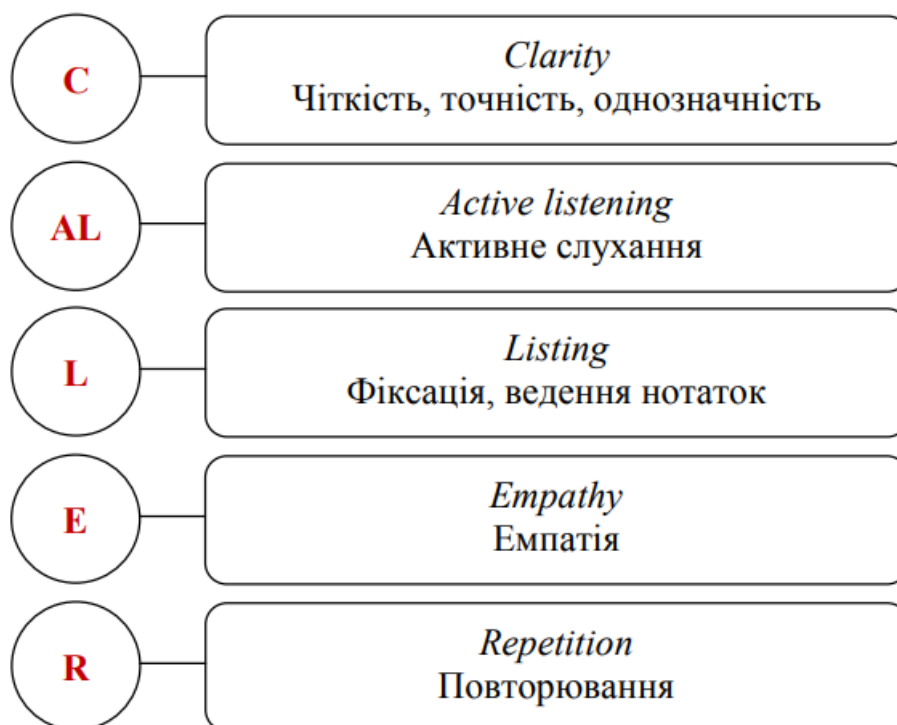 C
Clarity
Чіткість, точність, однозначність
AL
Active listening
Активне слухання
L
Listing
Фіксація, ведення нотаток
E
Empathy
Емпатія
R
Repetition
Повторювання